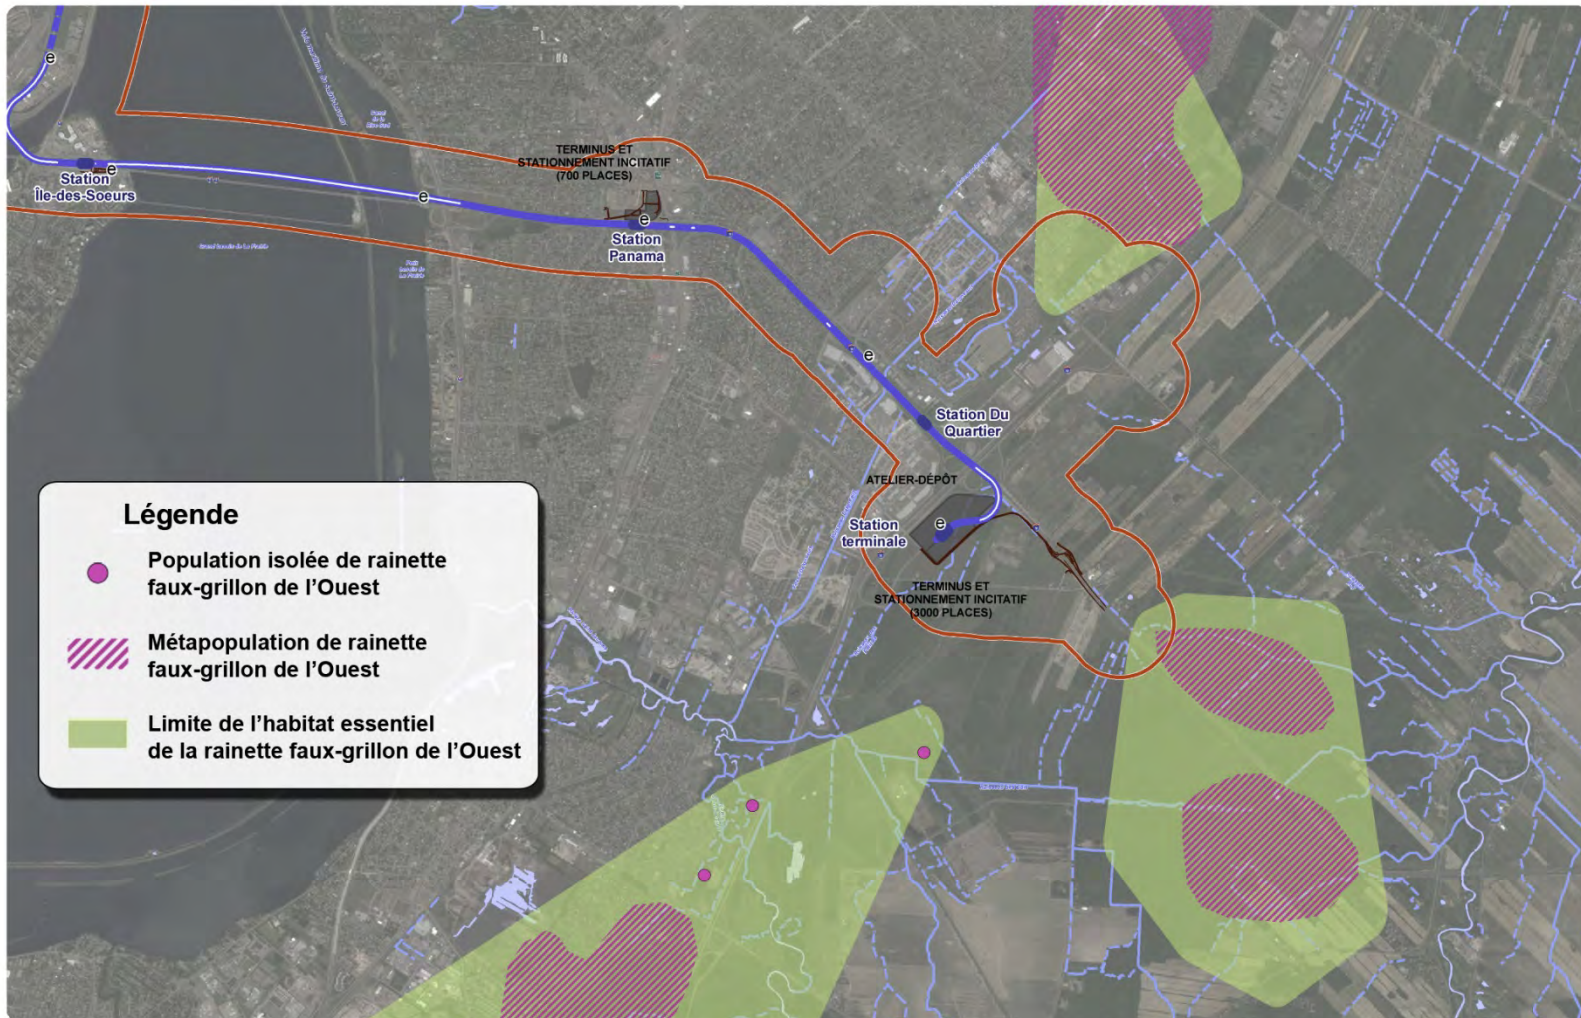 TERMINUS ET
STATIONNEMENT INCITATIF
(700 PLACES)
e
e
e
e
e
e
Station
Île-des-Soeurs
Station
Panama
Station Du
Quartier
ATELIER-DÉPÔT
Station
terminale
TERMINUS ET
STATIONNEMENT INCITATIF
(3000 PLACES)
Légende
Population isolée de rainette
faux-grillon de l'Ouest
Métapopulation de rainette
faux-grillon de l'Ouest
Limite de l'habitat essentiel
de la rainette faux-grillon de l'Ouest